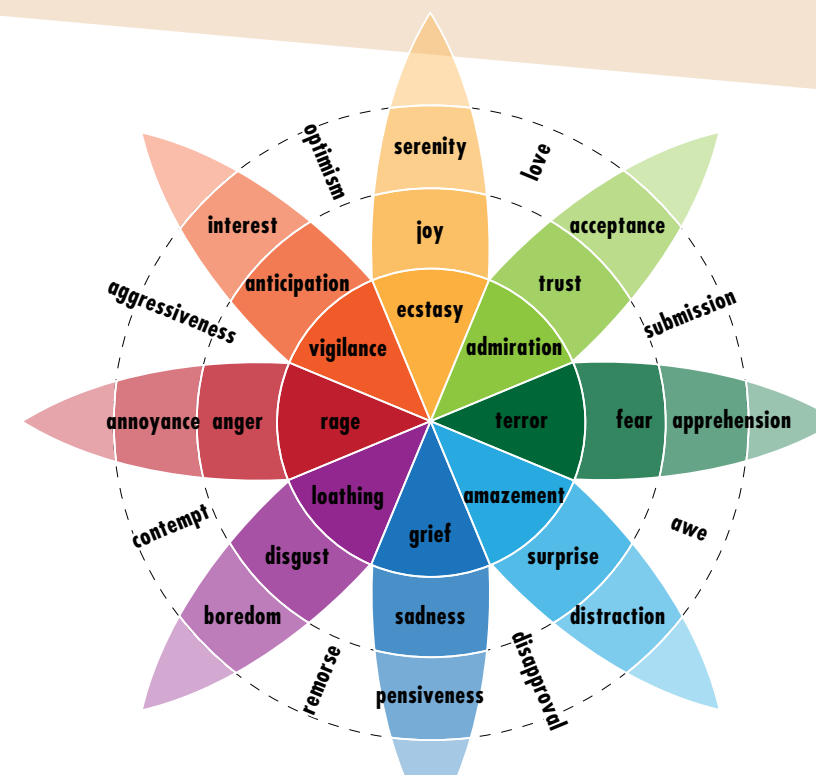 serenity
optimism
love
interest
joy
acceptance
anticipation
trust
aggressiveness
ecstasy
submission
vigilance
admiration
annoyance
anger
rage
terror
fear
apprehension
loathing
amazement
contempt
grief
awe
disgust
surprise
boredom
sadness
distraction
remorse
pensiveness
disapproval